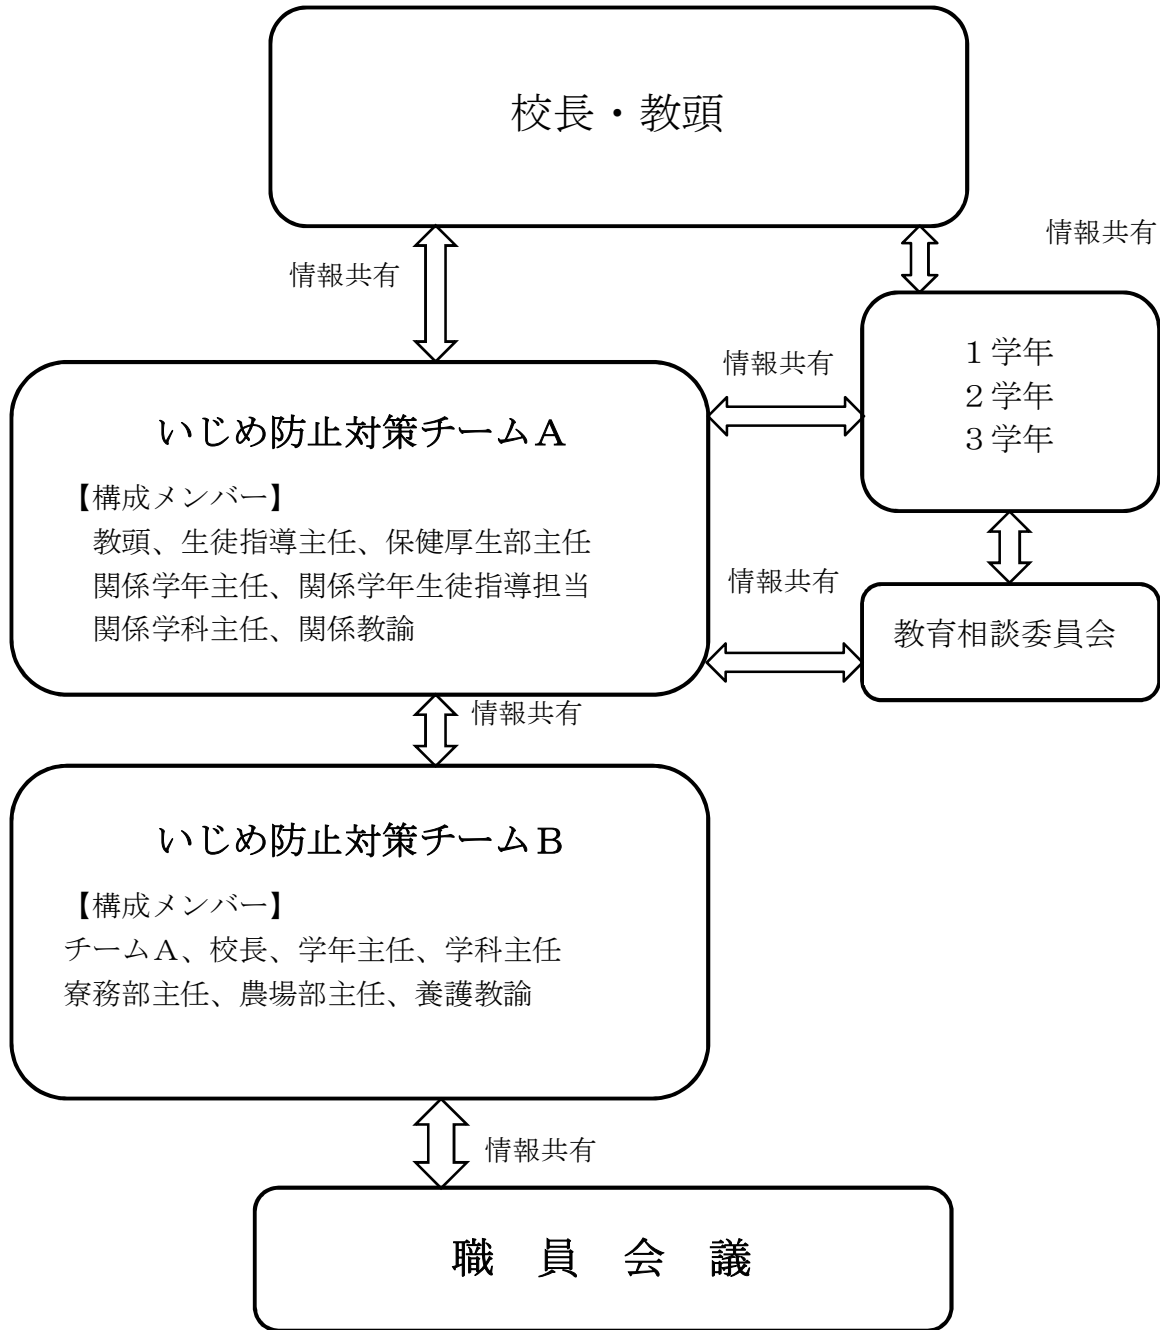 校長・教頭
情報共有
情報共有
１学年
２学年
３学年
情報共有
いじめ防止対策チームＡ
【構成メンバー】
教頭、生徒指導主任、保健厚生部主任
関係学年主任、関係学年生徒指導担当
関係学科主任、関係教諭
情報共有
教育相談委員会
情報共有
いじめ防止対策チームＢ
【構成メンバー】
チームＡ、校長、学年主任、学科主任
寮務部主任、農場部主任、養護教諭
情報共有
職　員　会　議